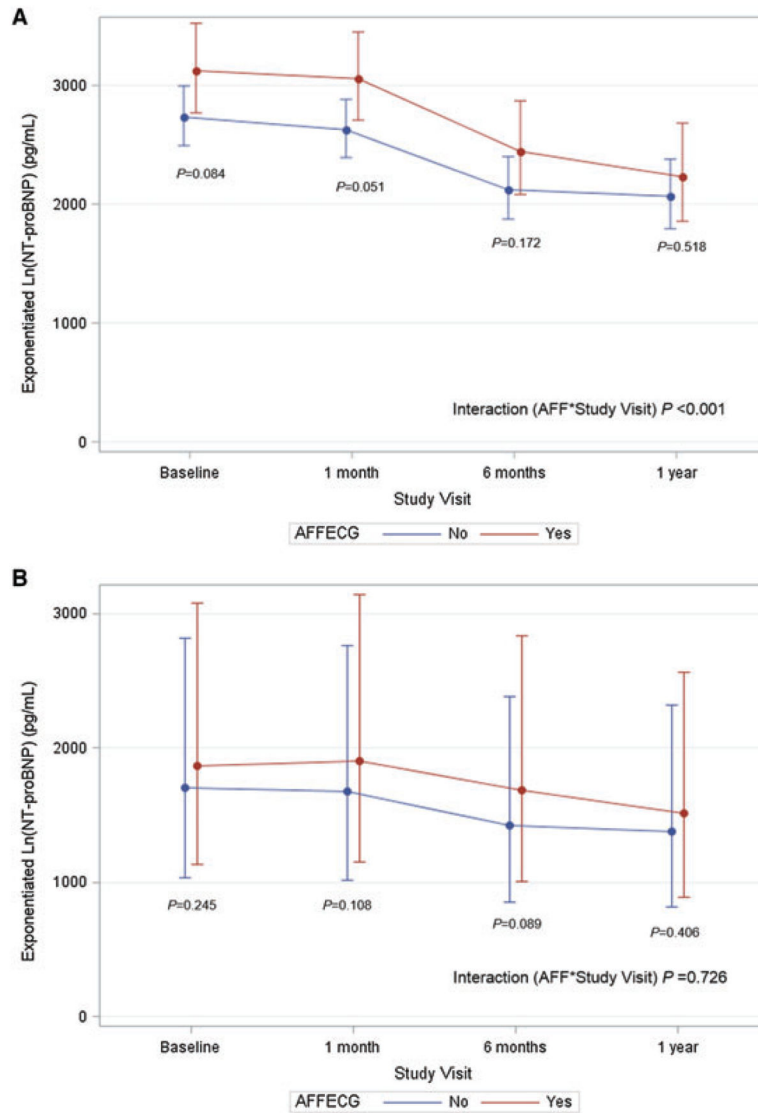 A
Exponentiated Ln(NT-proBNP) (pg/mL)
3000
2000
1000
0
P=0.084
P=0.051
P=0.172
P=0.518
Interaction (AFF*Study Visit) P <0.001
Baseline
1 month
6 months
1 year
Study Visit
AFFECG No Yes
B
Exponentiated Ln(NT-proBNP) (pg/mL)
3000
2000
1000
0
P=0.245
P=0.108
P=0.089
P=0.406
Interaction (AFF*Study Visit) P =0.726
Baseline
1 month
6 months
1 year
Study Visit
AFFECG No Yes